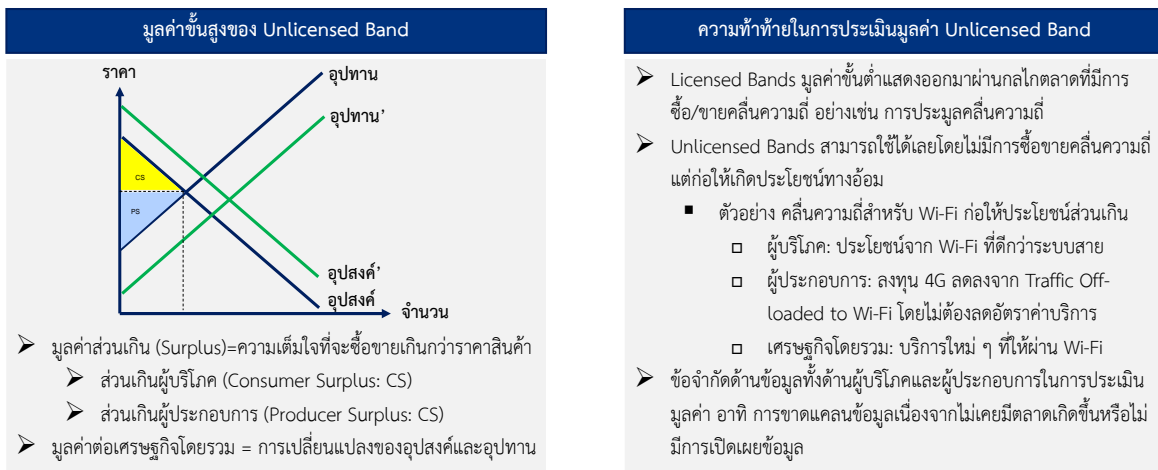 มูลค่าขั้นสูงของ Unlicensed Band
ราคา
อุปทาน
อุปทาน’
CS
PS
อุปสงค์’
อุปสงค์
จำนวน
➢ มูลค่าส่วนเกิน (Surplus)=ความเต็มใจที่จะซื้อขายเกินกว่าราคาสินค้า
➢ ส่วนเกินผู้บริโภค (Consumer Surplus: CS)
➢ ส่วนเกินผู้ประกอบการ (Producer Surplus: CS)
➢ มูลค่าต่อเศรษฐกิจโดยรวม = การเปลี่ยนแปลงของอุปสงค์และอุปทาน
ความท้าท้ายในการประเมินมูลค่า Unlicensed Band
➢ Licensed Bands มูลค่าขั้นต่ำแสดงออกมาผ่านกลไกตลาดที่มีการ
ซื้อ/ขายคลื่นความถี่ อย่างเช่น การประมูลคลื่นความถี่
➢ Unlicensed Bands สามารถใช้ได้เลยโดยไม่มีการซื้อขายคลื่นความถี่
แต่ก่อให้เกิดประโยชน์ทางอ้อม
▪ ตัวอย่าง คลื่นความถี่สำหรับ Wi-Fi ก่อให้ประโยชน์ส่วนเกิน
▫ ผู้บริโภค: ประโยชน์จาก Wi-Fi ที่ดีกว่าระบบสาย
▫ ผู้ประกอบการ: ลงทุน 4G ลดลงจาก Traffic Off-
loaded to Wi-Fi โดยไม่ต้องลดอัตราค่าบริการ
▫ เศรษฐกิจโดยรวม: บริการใหม่ ๆ ที่ให้ผ่าน Wi-Fi
➢ ข้อจำกัดด้านข้อมูลทั้งด้านผู้บริโภคและผู้ประกอบการในการประเมิน
มูลค่า อาทิ การขาดแคลนข้อมูลเนื่องจากไม่เคยมีตลาดเกิดขึ้นหรือไม่
มีการเปิดเผยข้อมูล